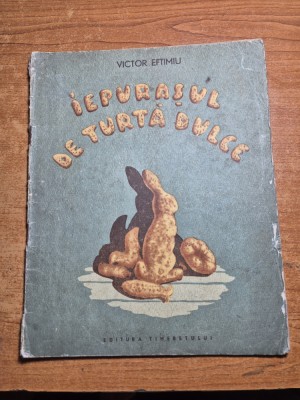 VICTOR EFTIMIU
IEPURAȘUL
DE TURTĂ DULCE
EDITURA TINERETULUI